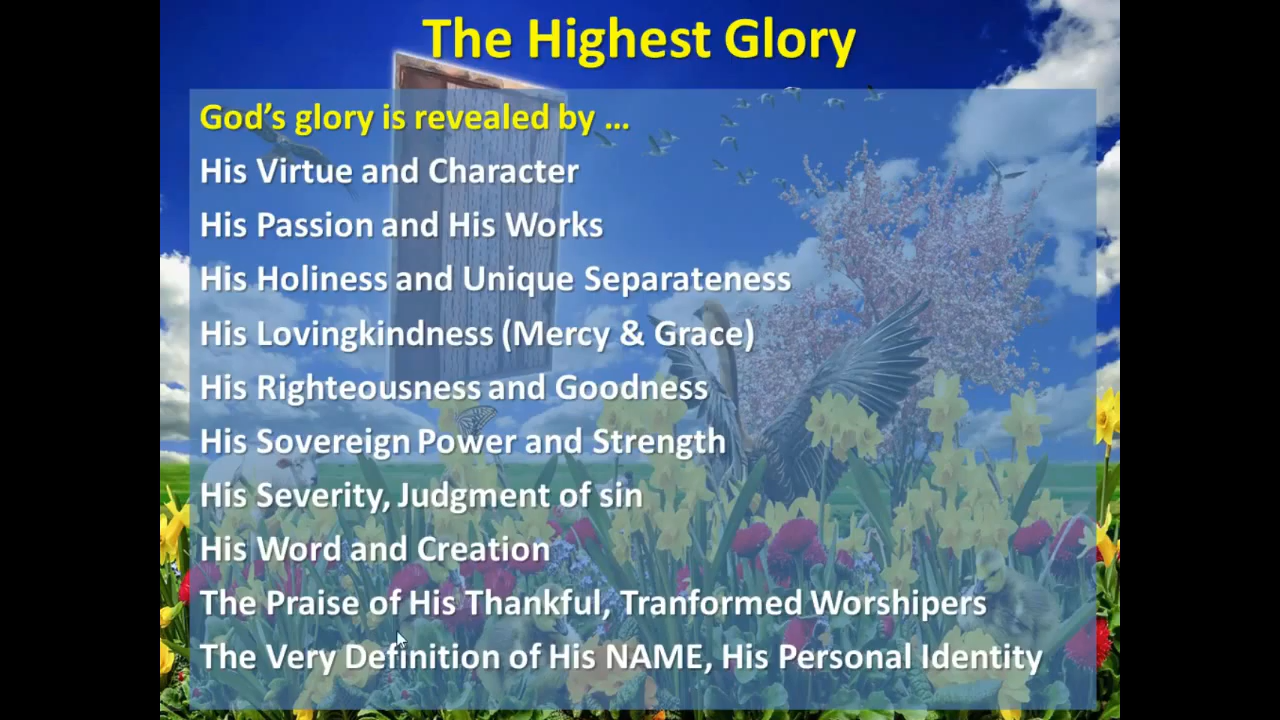 The Highest Glory
God’s glory is revealed by ...
His Virtue and Character
His Passion and His Works
His Holiness and Unique Separateness
His Lovingkindness (Mercy & Grace)
His Righteousness and Goodness
His Sovereign Power and Strength
His Severity, Judgment of sin
His Word and Creation
The Praise of His Thankful, Tranformed Worshipers
The Very Definition of His NAME, His Personal Identity